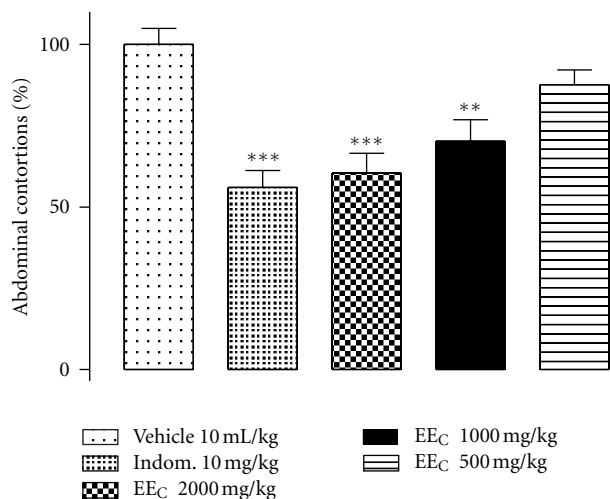 Abdominal contortions (%)
100
50
0
***
***
**
Vehicle 10 mL/kg
Indom. 10 mg/kg
EEC 2000 mg/kg
EEC 1000 mg/kg
EEC 500 mg/kg